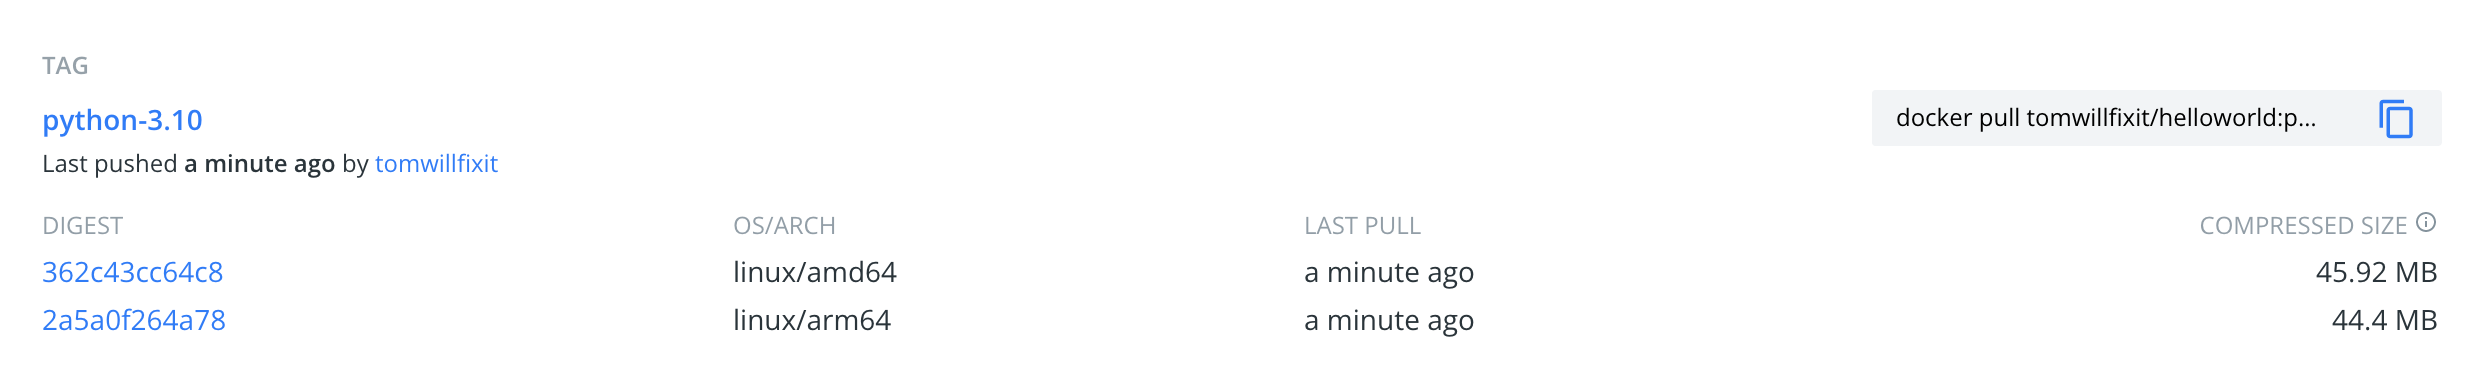 TAG
python-3.10
docker pull tomwillfixit/helloworld:p...
Last pushed a minute ago by tomwillfixit
DIGEST OS/ARCH LAST PULL COMPRESSED SIZE
362c43cc64c8 linux/amd64 a minute ago 45.92 MB
2a5a0f264a78 linux/arm64 a minute ago 44.4 MB